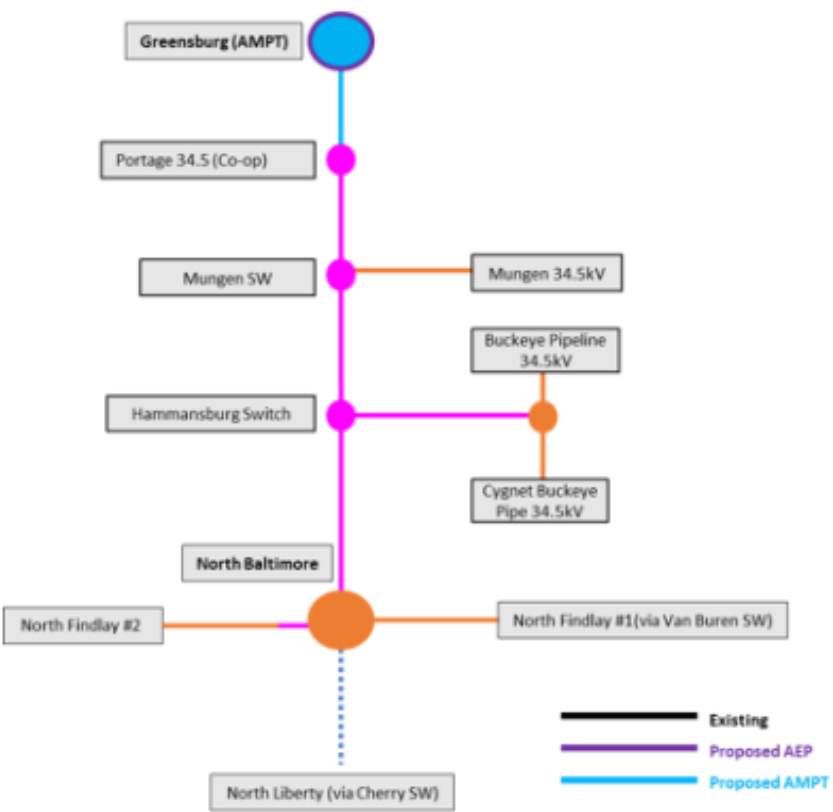 Greensburg (AMPT)
Portage 34.5 (Co-op)
Mungen SW
Mungen 34.5kV
Buckeye Pipeline
34.5kV
Hammansburg Switch
Cygnet Buckeye
Pipe 34.5kV
North Baltimore
North Findlay #2
North Findlay #1(via Van Buren SW)
Existing
Proposed AEP
Proposed AMPT
North Liberty (via Cherry SW)